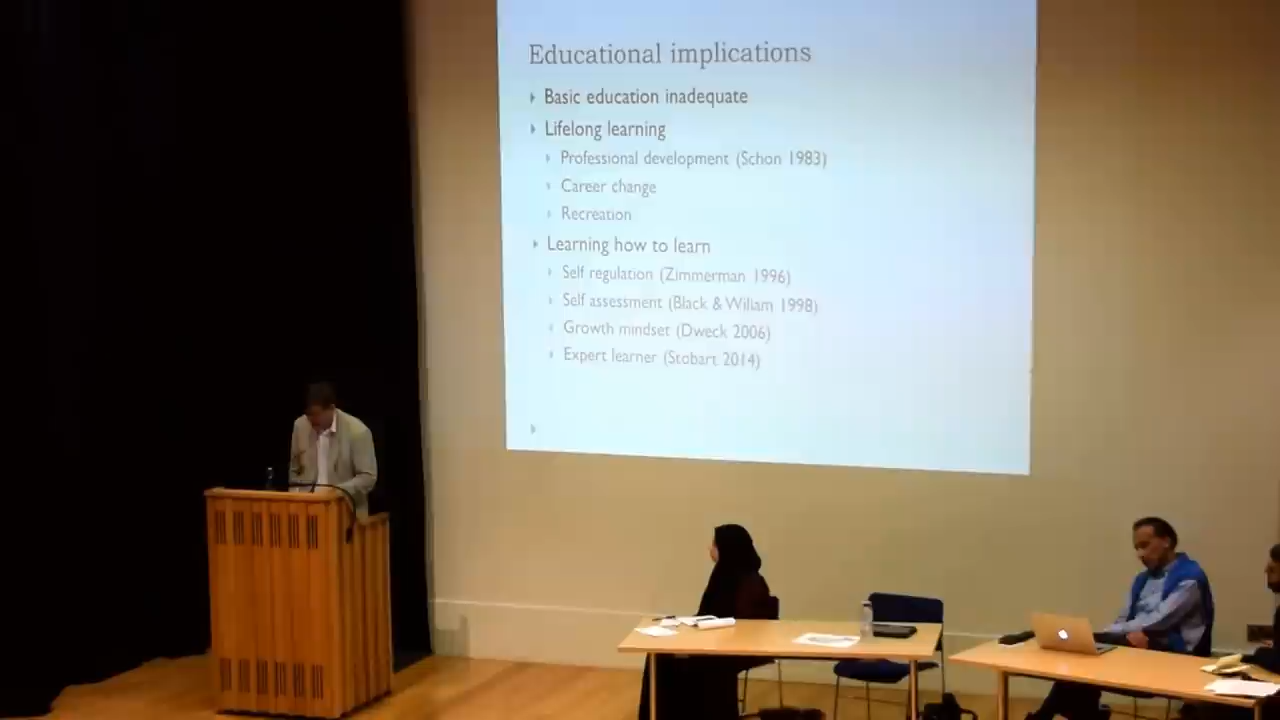 Educational implications
Basic education inadequate
Lifelong learning
Professional development (Schon 1983)
Career change
Recreation
Learning how to learn
Self regulation (Zimmerman 1996)
Self assessment (Black & Wiliam 1998)
Growth mindset (Dweck 2006)
Expert learner (Stobart 2014)